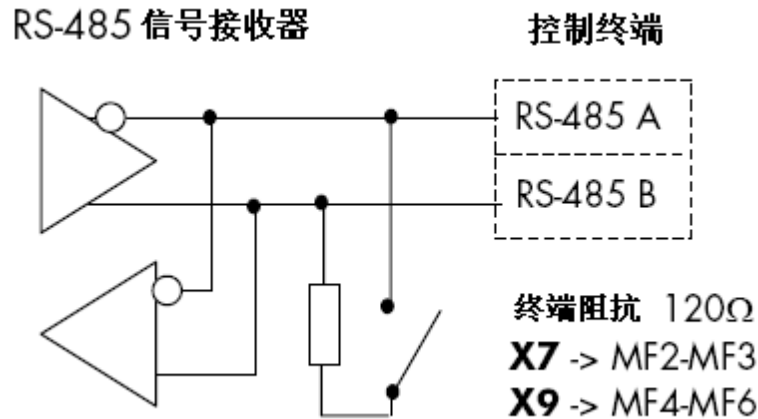 RS-485 信号接收器
控制终端
RS-485 A
RS-485 B
终端阻抗 120Ω
X7 -> MF2-MF3
X9 -> MF4-MF6